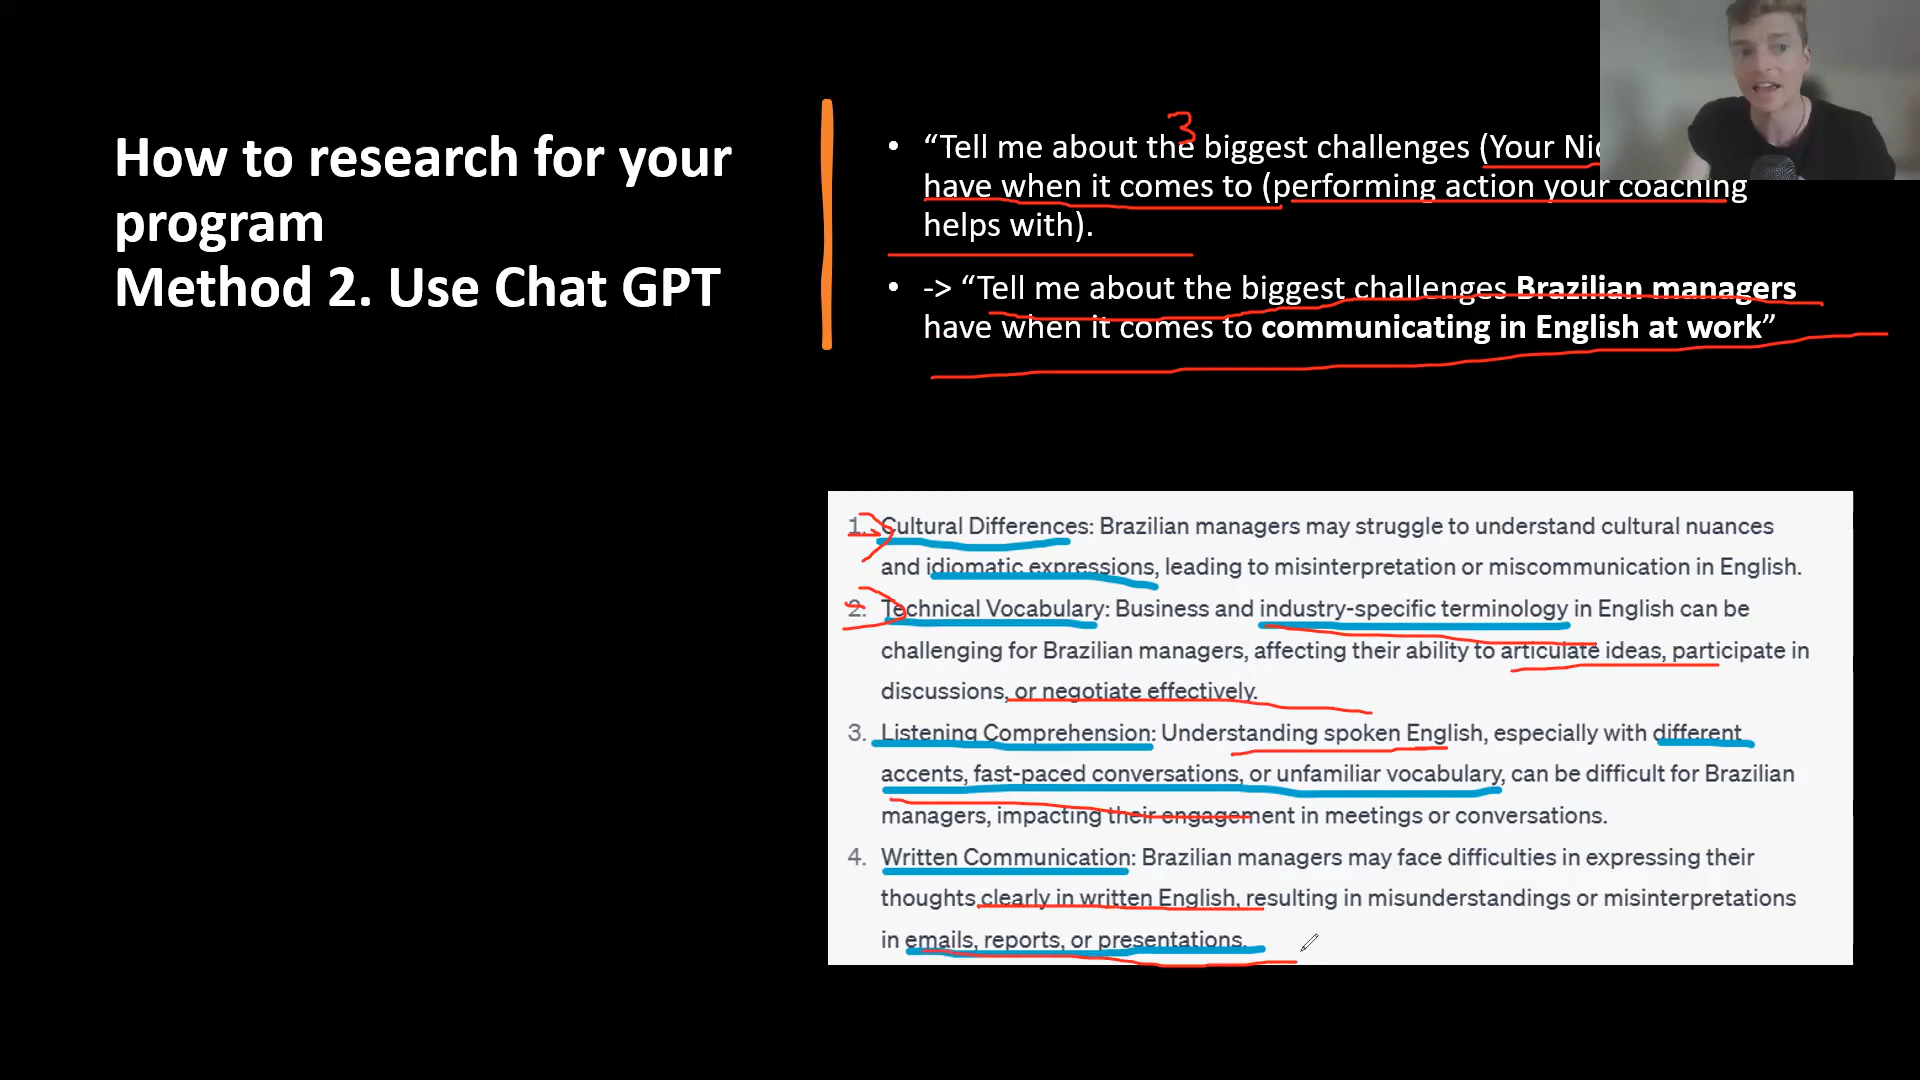 How to research for your
program
Method 2. Use Chat GPT
3
• “Tell me about the biggest challenges (Your
have when it comes to (performing action your coaching
helps with).
• -> “Tell me about the biggest challenges Brazilian managers
have when it comes to communicating in English at work”
1. Cultural Differences: Brazilian managers may struggle to understand cultural nuances
and idiomatic expressions, leading to misinterpretation or miscommunication in English.
2. Technical Vocabulary: Business and industry-specific terminology in English can be
challenging for Brazilian managers, affecting their ability to articulate ideas, participate in
discussions, or negotiate effectively.
3. Listening Comprehension: Understanding spoken English, especially with different
accents, fast-paced conversations, or unfamiliar vocabulary, can be difficult for Brazilian
managers, impacting their engagement in meetings or conversations.
4. Written Communication: Brazilian managers may face difficulties in expressing their
thoughts clearly in written English, resulting in misunderstandings or misinterpretations
in emails, reports, or presentations.